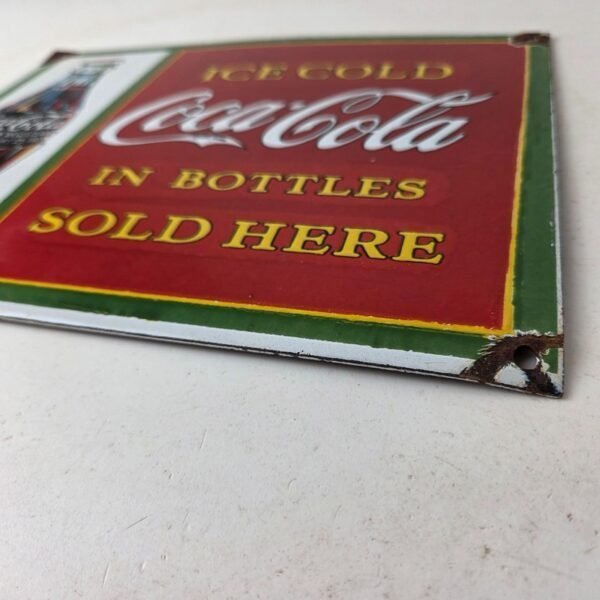 ICE COLD
Coca-Cola
IN BOTTLES
SOLD HERE